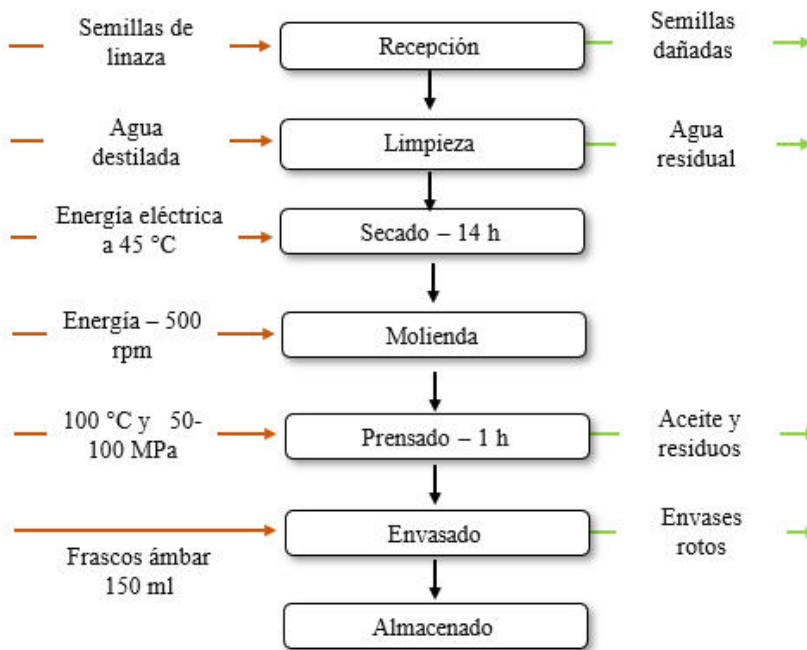 Semillas de
linaza
Recepción
Semillas
dañadas
Agua
destilada
Limpieza
Agua
residual
Energía eléctrica
a 45 °C
Secado – 14 h
Energía – 500
rpm
Molienda
100 °C y 50-
100 MPa
Prensado – 1 h
Aceite y
residuos
Frascos ámbar
150 ml
Envasado
Envases
rotos
Almacenado